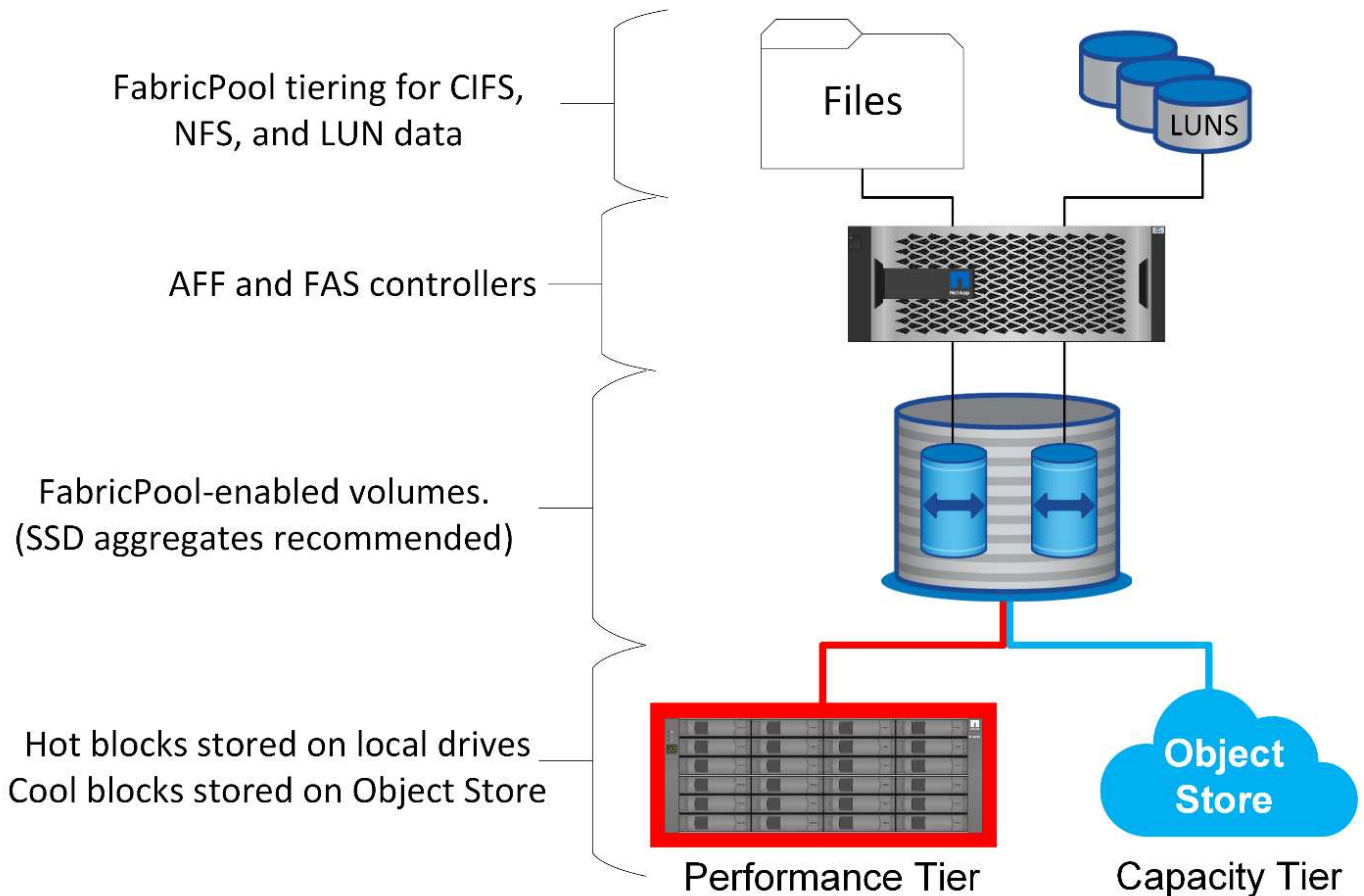 FabricPool tiering for CIFS,
NFS, and LUN data
Files
LUNS
AFF and FAS controllers
NetApp
FabricPool-enabled volumes.
(SSD aggregates recommended)
Hot blocks stored on local drives
Cool blocks stored on Object Store
Object
Store
Performance Tier
Capacity Tier